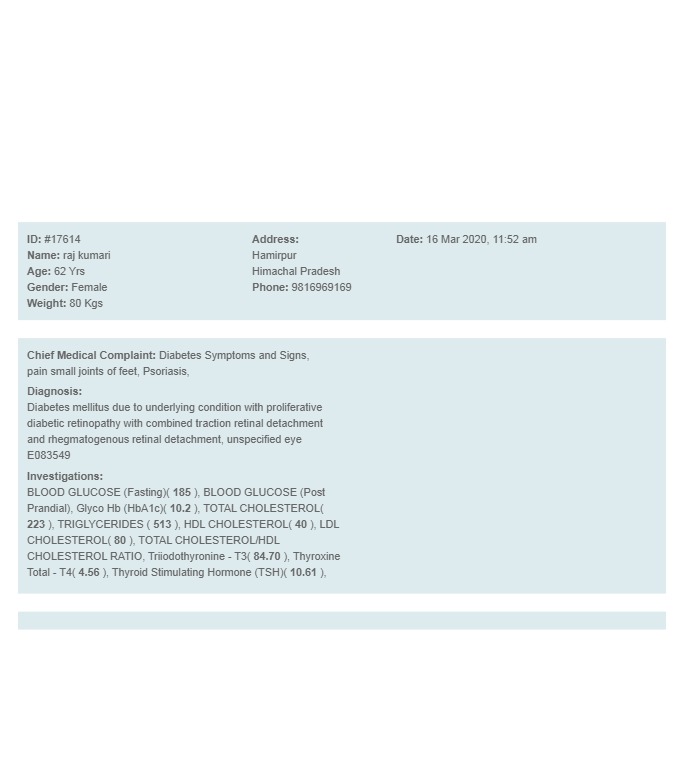 ID: #17614
Name: raj kumari
Age: 62 Yrs
Gender: Female
Weight: 80 Kgs
Address:
Hamirpur
Himachal Pradesh
Phone: 9816969169
Date: 16 Mar 2020, 11:52 am
Chief Medical Complaint: Diabetes Symptoms and Signs,
pain small joints of feet, Psoriasis,
Diagnosis:
Diabetes mellitus due to underlying condition with proliferative
diabetic retinopathy with combined traction retinal detachment
and rhegmatogenous retinal detachment, unspecified eye
E083549
Investigations:
BLOOD GLUCOSE (Fasting)( 185 ), BLOOD GLUCOSE (Post
Prandial), Glyco Hb (HbA1c)( 10.2 ), TOTAL CHOLESTEROL(
223 ), TRIGLYCERIDES ( 513 ), HDL CHOLESTEROL( 40 ), LDL
CHOLESTEROL( 80 ), TOTAL CHOLESTEROL/HDL
CHOLESTEROL RATIO, Triiodothyronine - T3( 84.70 ), Thyroxine
Total - T4( 4.56 ), Thyroid Stimulating Hormone (TSH)( 10.61 ),